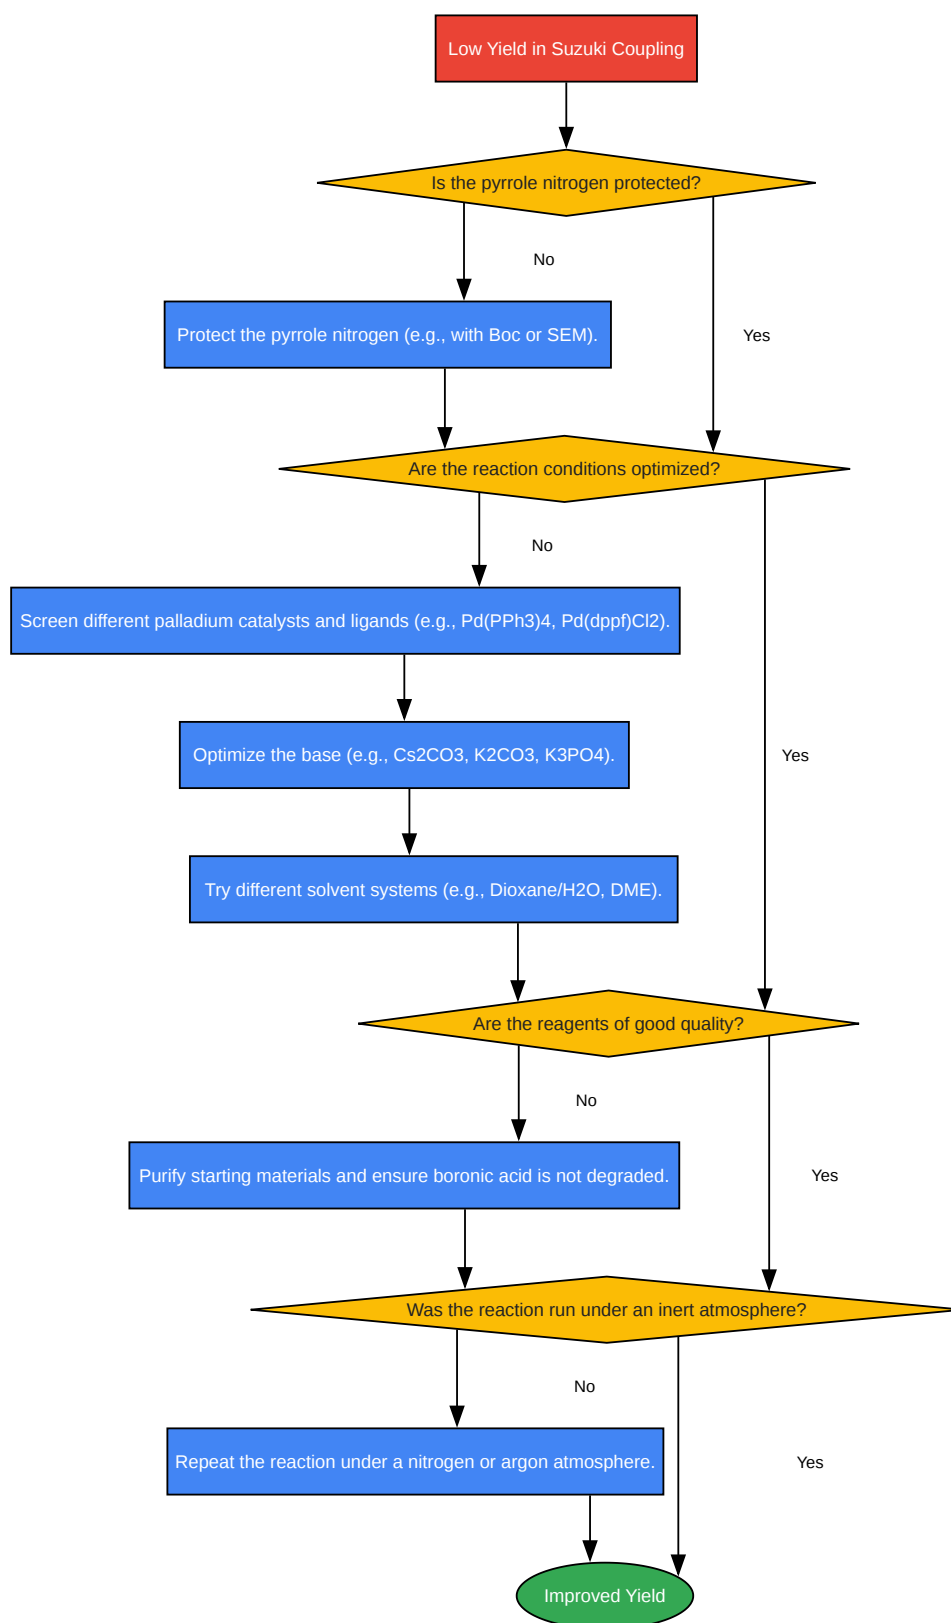 Low Yield in Suzuki Coupling
Is the pyrrole nitrogen protected?
No
Protect the pyrrole nitrogen (e.g., with Boc or SEM).
Yes
Are the reaction conditions optimized?
No
Screen different palladium catalysts and ligands (e.g., Pd(PPh3)4, Pd(dppf)Cl2).
Optimize the base (e.g., Cs2CO3, K2CO3, K3PO4).
Yes
Try different solvent systems (e.g., Dioxane/H2O, DME).
Are the reagents of good quality?
No
Purify starting materials and ensure boronic acid is not degraded.
Yes
Was the reaction run under an inert atmosphere?
No
Repeat the reaction under a nitrogen or argon atmosphere.
Yes
Improved Yield